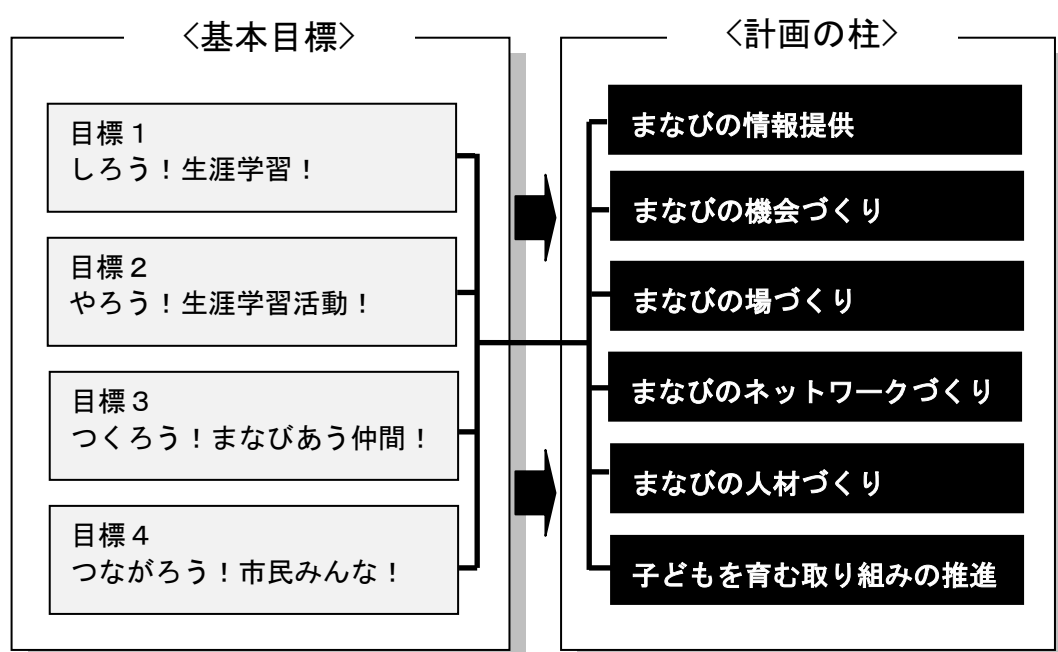 〈基本目標〉
目標１
しろう！生涯学習！
目標２
やろう！生涯学習活動！
目標３
つくろう！まなびあう仲間！
目標４
つながろう！市民みんな！
〈計画の柱〉
まなびの情報提供
まなびの機会づくり
まなびの場づくり
まなびのネットワークづくり
まなびの人材づくり
子どもを育む取り組みの推進